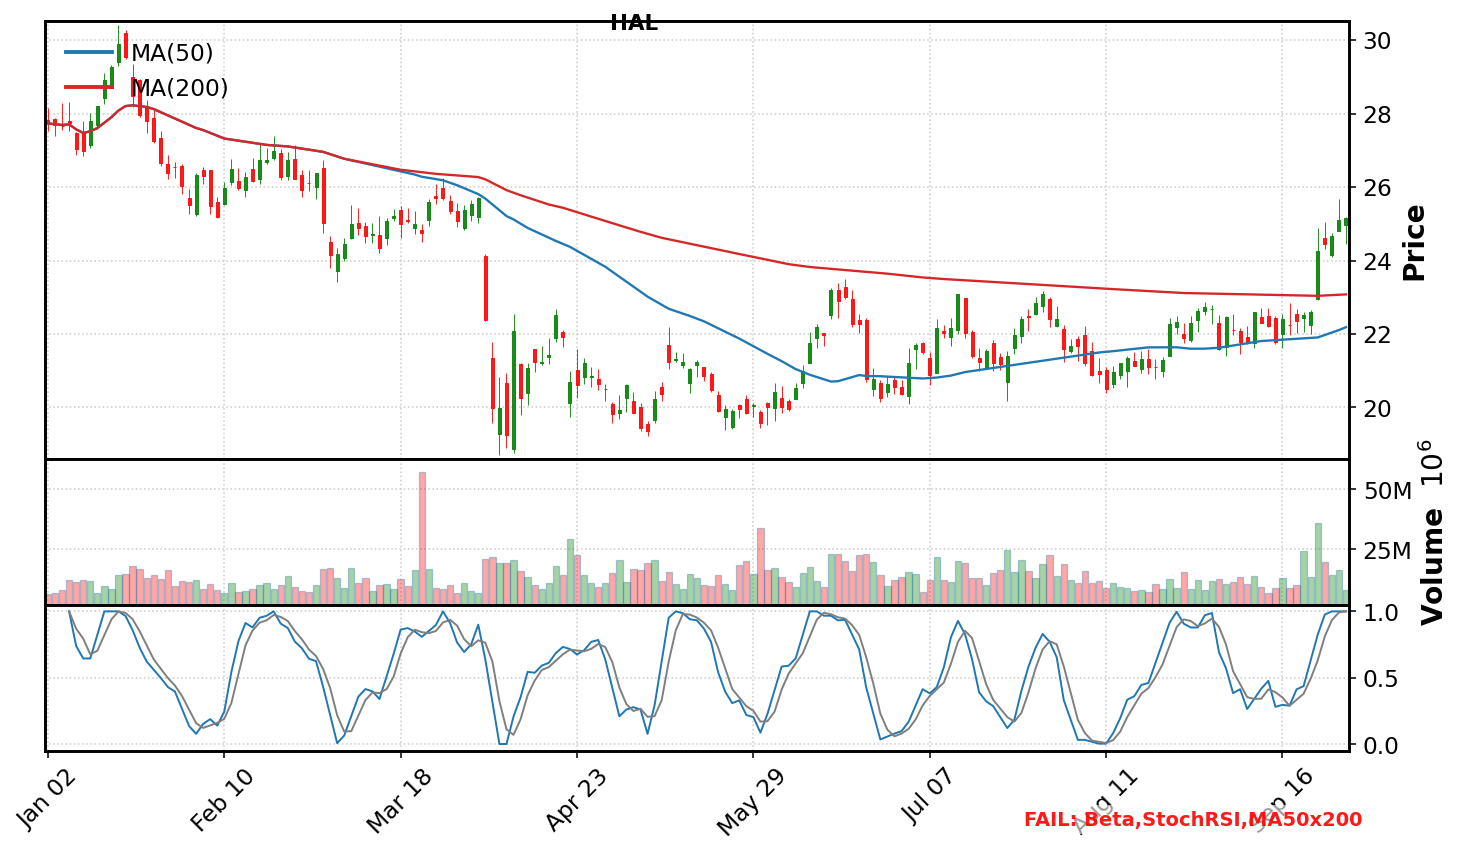 HAL
MA(50)
MA(200)
30
28
26
24
22
20
Price
50M
25M
Volume 10^6
1.0
0.5
0.0
Jan 02
Feb 10
Mar 18
Apr 23
May 29
Jul 07
Aug 11
Sep 16
FAIL: Beta,StochRSI,MA50x200